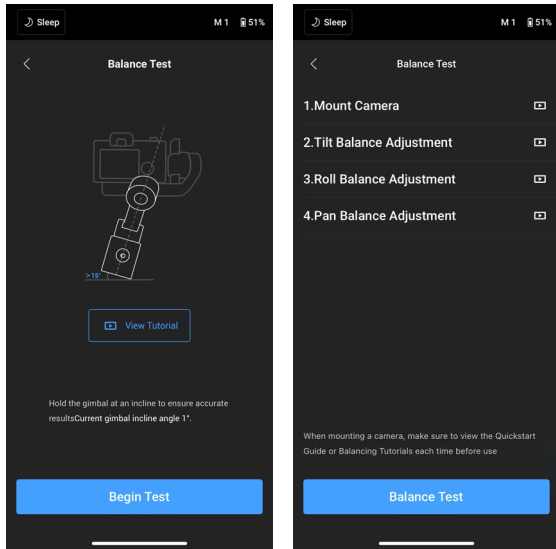 Sleep
M 1 51%
Balance Test
>15°
View Tutorial
Hold the gimbal at an incline to ensure accurate
resultsCurrent gimbal incline angle 1°.
Begin Test
Sleep
M 1 51%
Balance Test
1.Mount Camera
2.Tilt Balance Adjustment
3.Roll Balance Adjustment
4.Pan Balance Adjustment
When mounting a camera, make sure to view the Quickstart
Guide or Balancing Tutorials each time before use
Balance Test